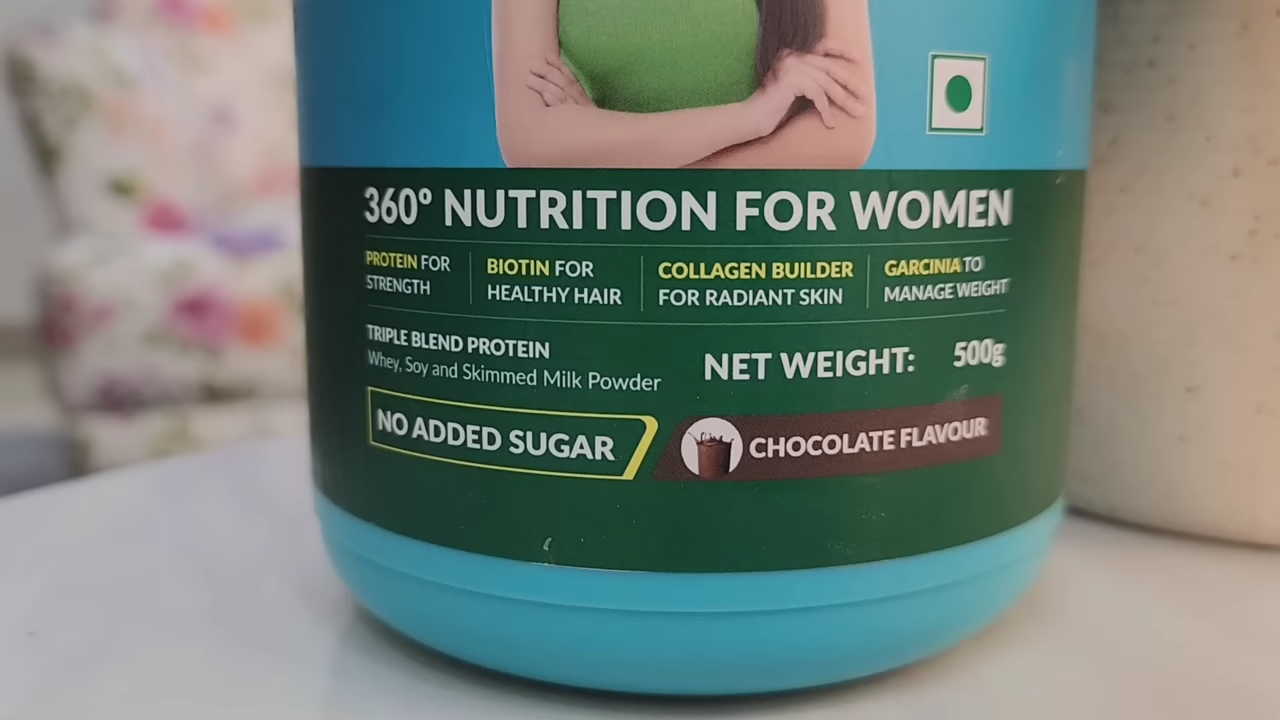 360° NUTRITION FOR WOMEN
PROTEIN FOR
STRENGTH
BIOTIN FOR
HEALTHY HAIR
COLLAGEN BUILDER
FOR RADIANT SKIN
GARCINIA TO
MANAGE WEIGHT
TRIPLE BLEND PROTEIN
Whey, Soy and Skimmed Milk Powder
NET WEIGHT: 500g
NO ADDED SUGAR
CHOCOLATE FLAVOUR